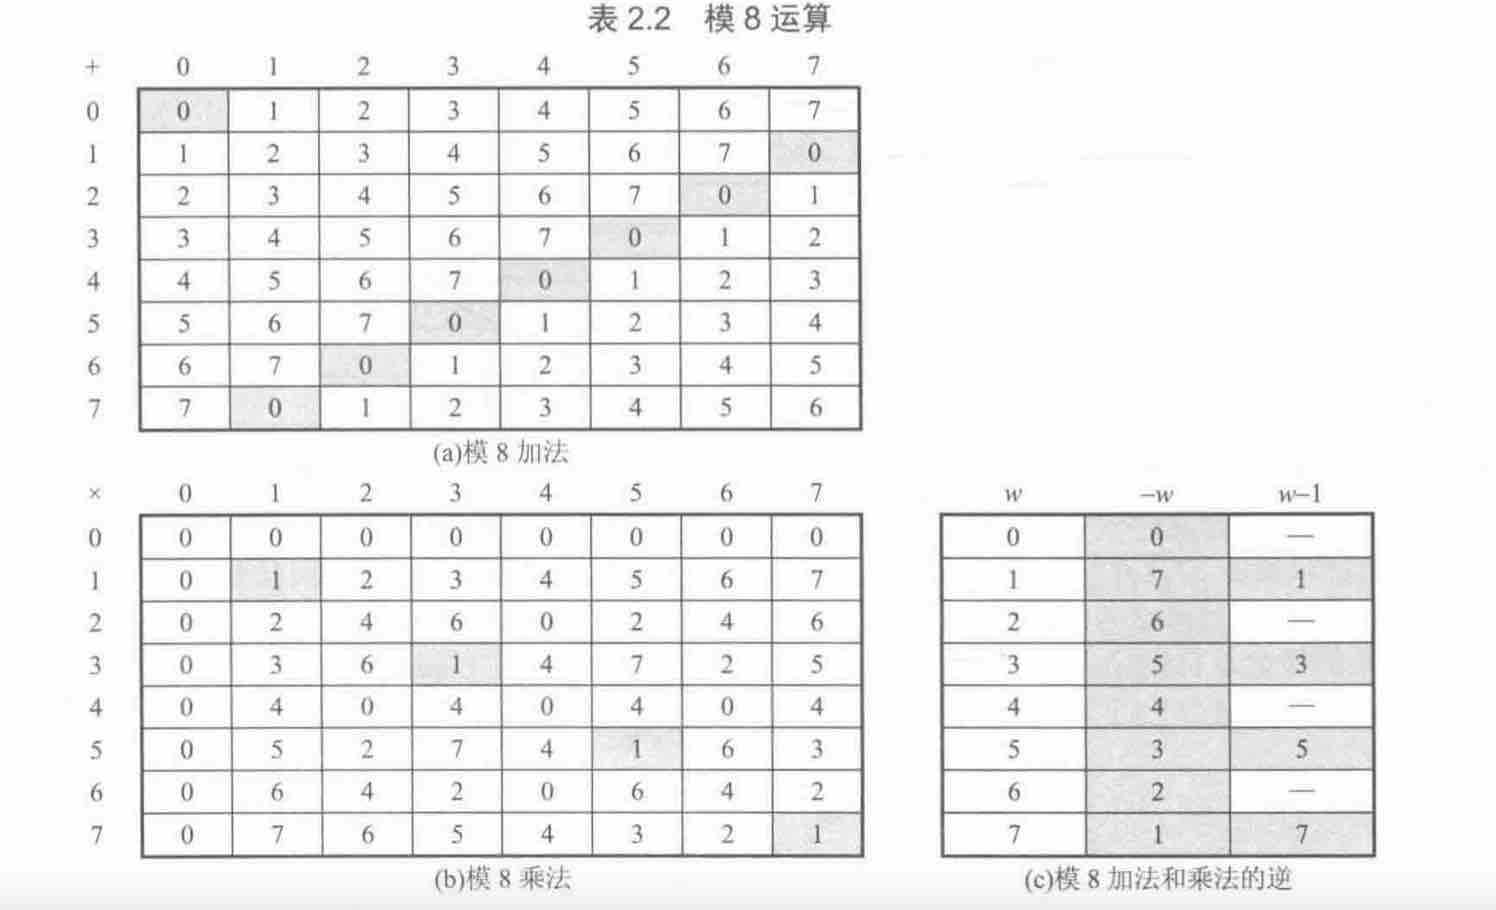 表 2.2 模 8 运算
+ 0 1 2 3 4 5 6 7
0 0 1 2 3 4 5 6 7
1 1 2 3 4 5 6 7 0
2 2 3 4 5 6 7 0 1
3 3 4 5 6 7 0 1 2
4 4 5 6 7 0 1 2 3
5 5 6 7 0 1 2 3 4
6 6 7 0 1 2 3 4 5
7 7 0 1 2 3 4 5 6
(a)模 8 加法
× 0 1 2 3 4 5 6 7
0 0 0 0 0 0 0 0 0
1 0 1 2 3 4 5 6 7
2 0 2 4 6 0 2 4 6
3 0 3 6 1 4 7 2 5
4 0 4 0 4 0 4 0 4
5 0 5 2 7 4 1 6 3
6 0 6 4 2 0 6 4 2
7 0 7 6 5 4 3 2 1
(b)模 8 乘法
w –w w–1
0 0 —
1 7 1
2 6 —
3 5 3
4 4 —
5 3 5
6 2 —
7 1 7
(c)模 8 加法和乘法的逆